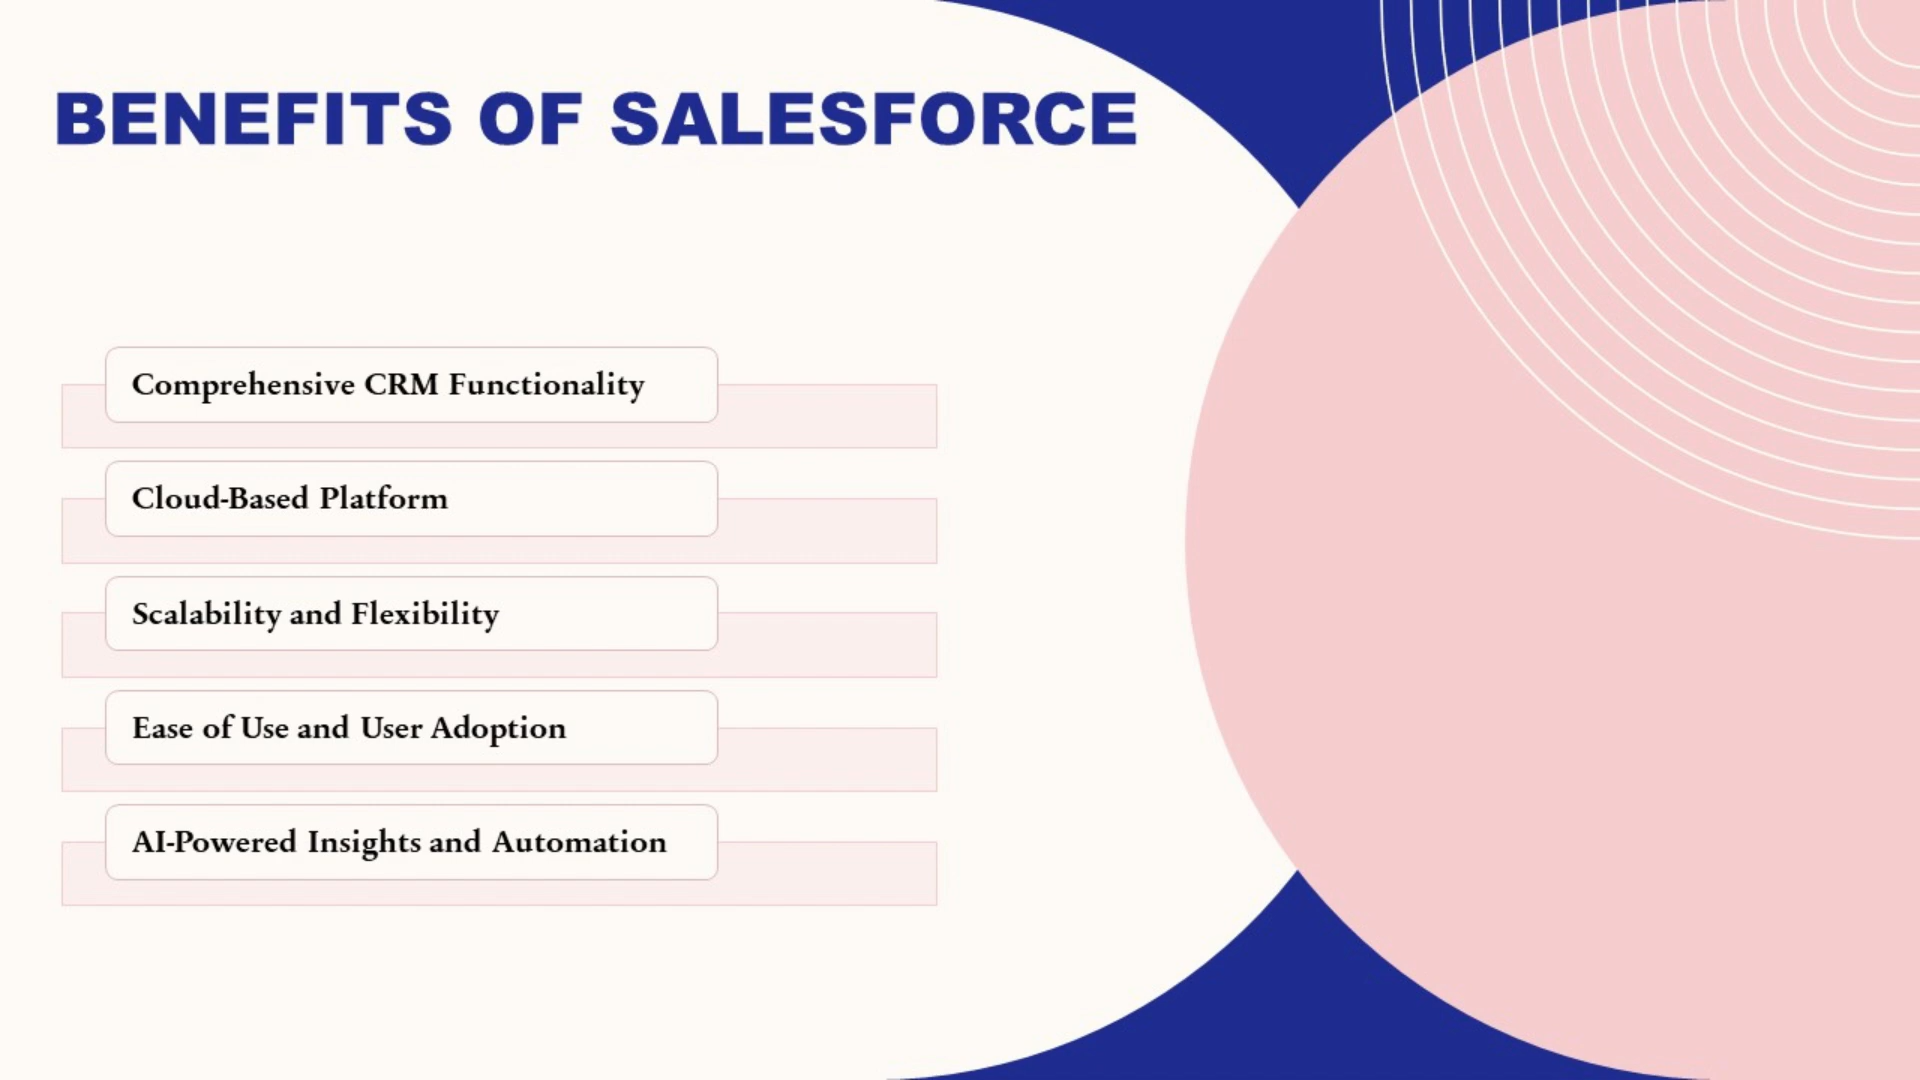 BENEFITS OF SALESFORCE
Comprehensive CRM Functionality
Cloud-Based Platform
Scalability and Flexibility
Ease of Use and User Adoption
AI-Powered Insights and Automation